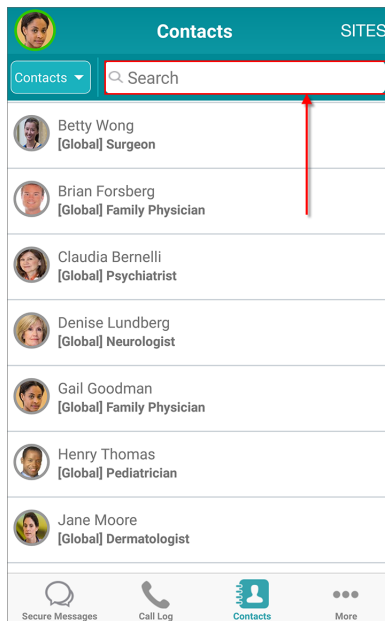 Contacts
SITES
Contacts
Search
Betty Wong
[Global] Surgeon
Brian Forsberg
[Global] Family Physician
Claudia Bernelli
[Global] Psychiatrist
Denise Lundberg
[Global] Neurologist
Gail Goodman
[Global] Family Physician
Henry Thomas
[Global] Pediatrician
Jane Moore
[Global] Dermatologist
Secure Messages
Call Log
Contacts
More